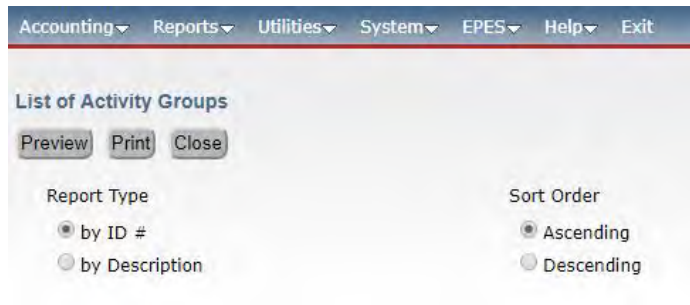 Accounting Reports Utilities System EPES Help Exit
List of Activity Groups
Preview Print Close
Report Type Sort Order
by ID # Ascending
by Description Descending